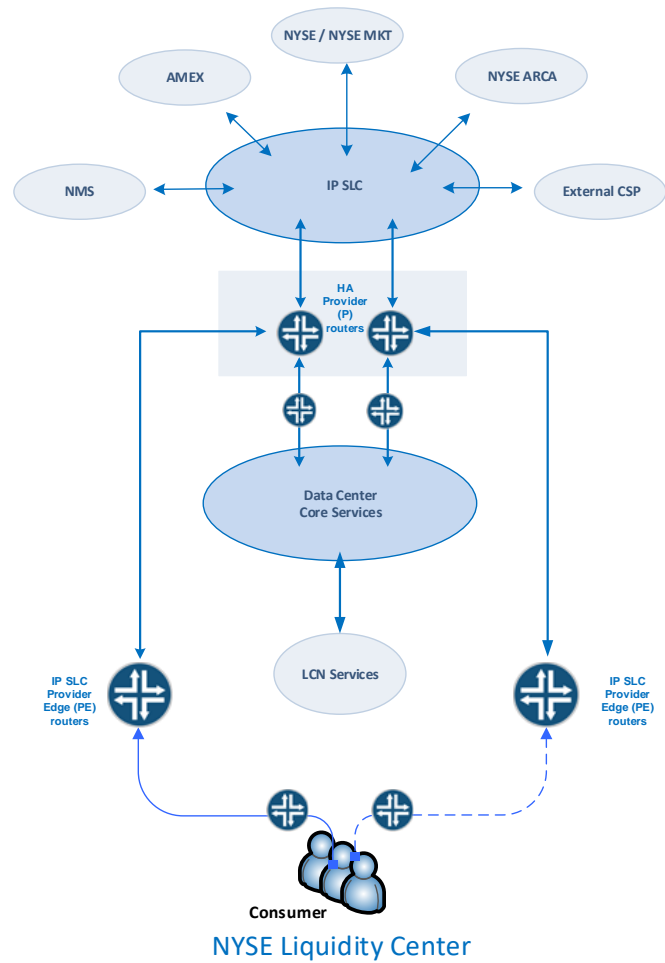 NYSE / NYSE MKT
AMEX
NYSE ARCA
NMS
IP SLC
External CSP
HA
Provider
(P)
routers
Data Center
Core Services
IP SLC
Provider
Edge (PE)
routers
LCN Services
IP SLC
Provider
Edge (PE)
routers
Consumer
NYSE Liquidity Center